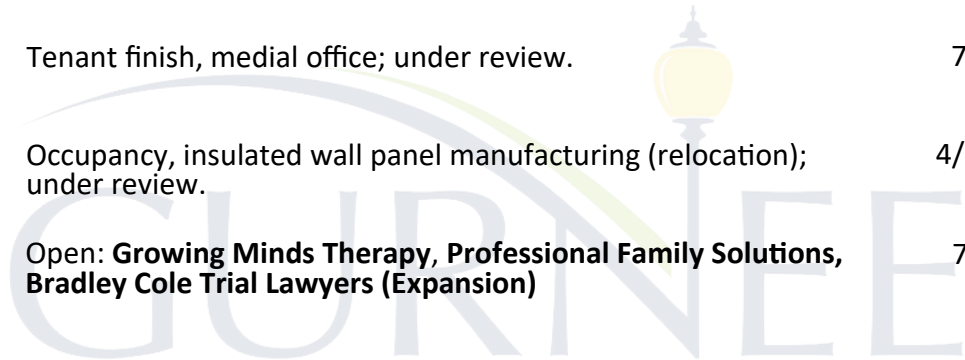 Tenant finish, medial office; under review. 7
Occupancy, insulated wall panel manufacturing (relocation); 4/
under review.
Open: Growing Minds Therapy, Professional Family Solutions, 7
Bradley Cole Trial Lawyers (Expansion)
GURNEE